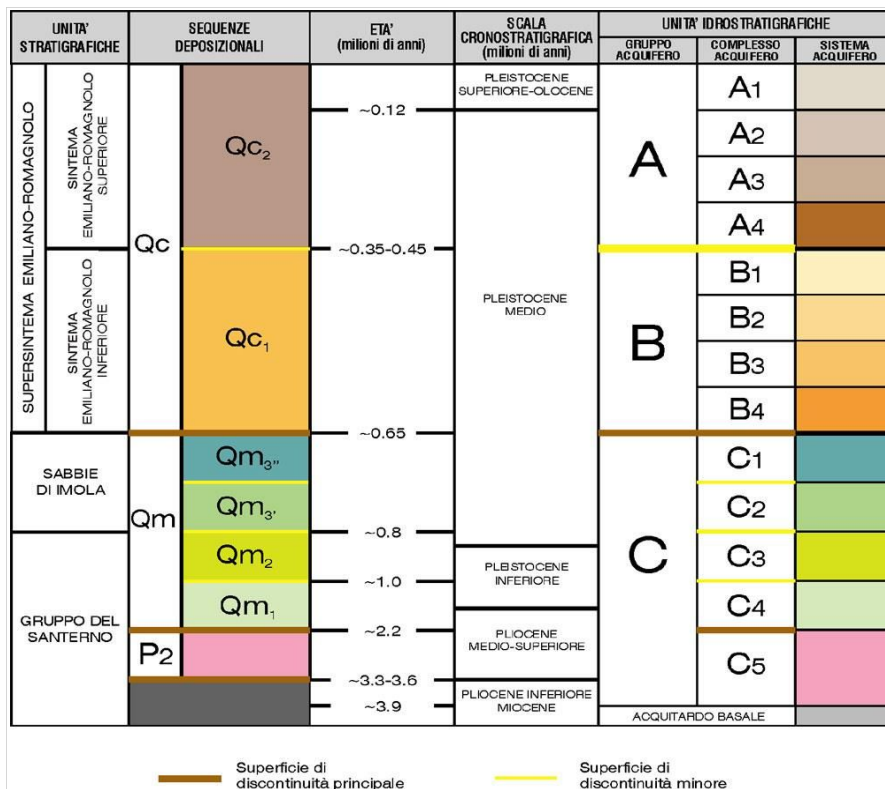 UNITA' STRATIGRAFICHE
SEQUENZE DEPOSIZIONALI
ETA' (milioni di anni)
SCALA CRONOSTRATIGRAFICA (milioni di anni)
UNITA' IDROSTRATIGRAFICHE
GRUPPO ACQUIFERO
COMPLESSO ACQUIFERO
SISTEMA ACQUIFERO
SUPERSINTEMA EMILIANO-ROMAGNOLO
SINTEMA EMILIANO-ROMAGNOLO SUPERIORE
SINTEMA EMILIANO-ROMAGNOLO INFERIORE
SABBIE DI IMOLA
GRUPPO DEL SANTERNO
Qc
Qm
P2
Qc2
Qc1
Qm3''
Qm3'
Qm2
Qm1
~0.12
~0.35-0.45
~0.65
~0.8
~1.0
~2.2
~3.3-3.6
~3.9
PLEISTOCENE SUPERIORE-OLOCENE
PLEISTOCENE MEDIO
PLEISTOCENE INFERIORE
PLIOCENE MEDIO-SUPERIORE
PLIOCENE INFERIORE MIOCENE
A
B
C
A1
A2
A3
A4
B1
B2
B3
B4
C1
C2
C3
C4
C5
ACQUITARDO BASALE
Superficie di discontinuità principale
Superficie di discontinuità minore